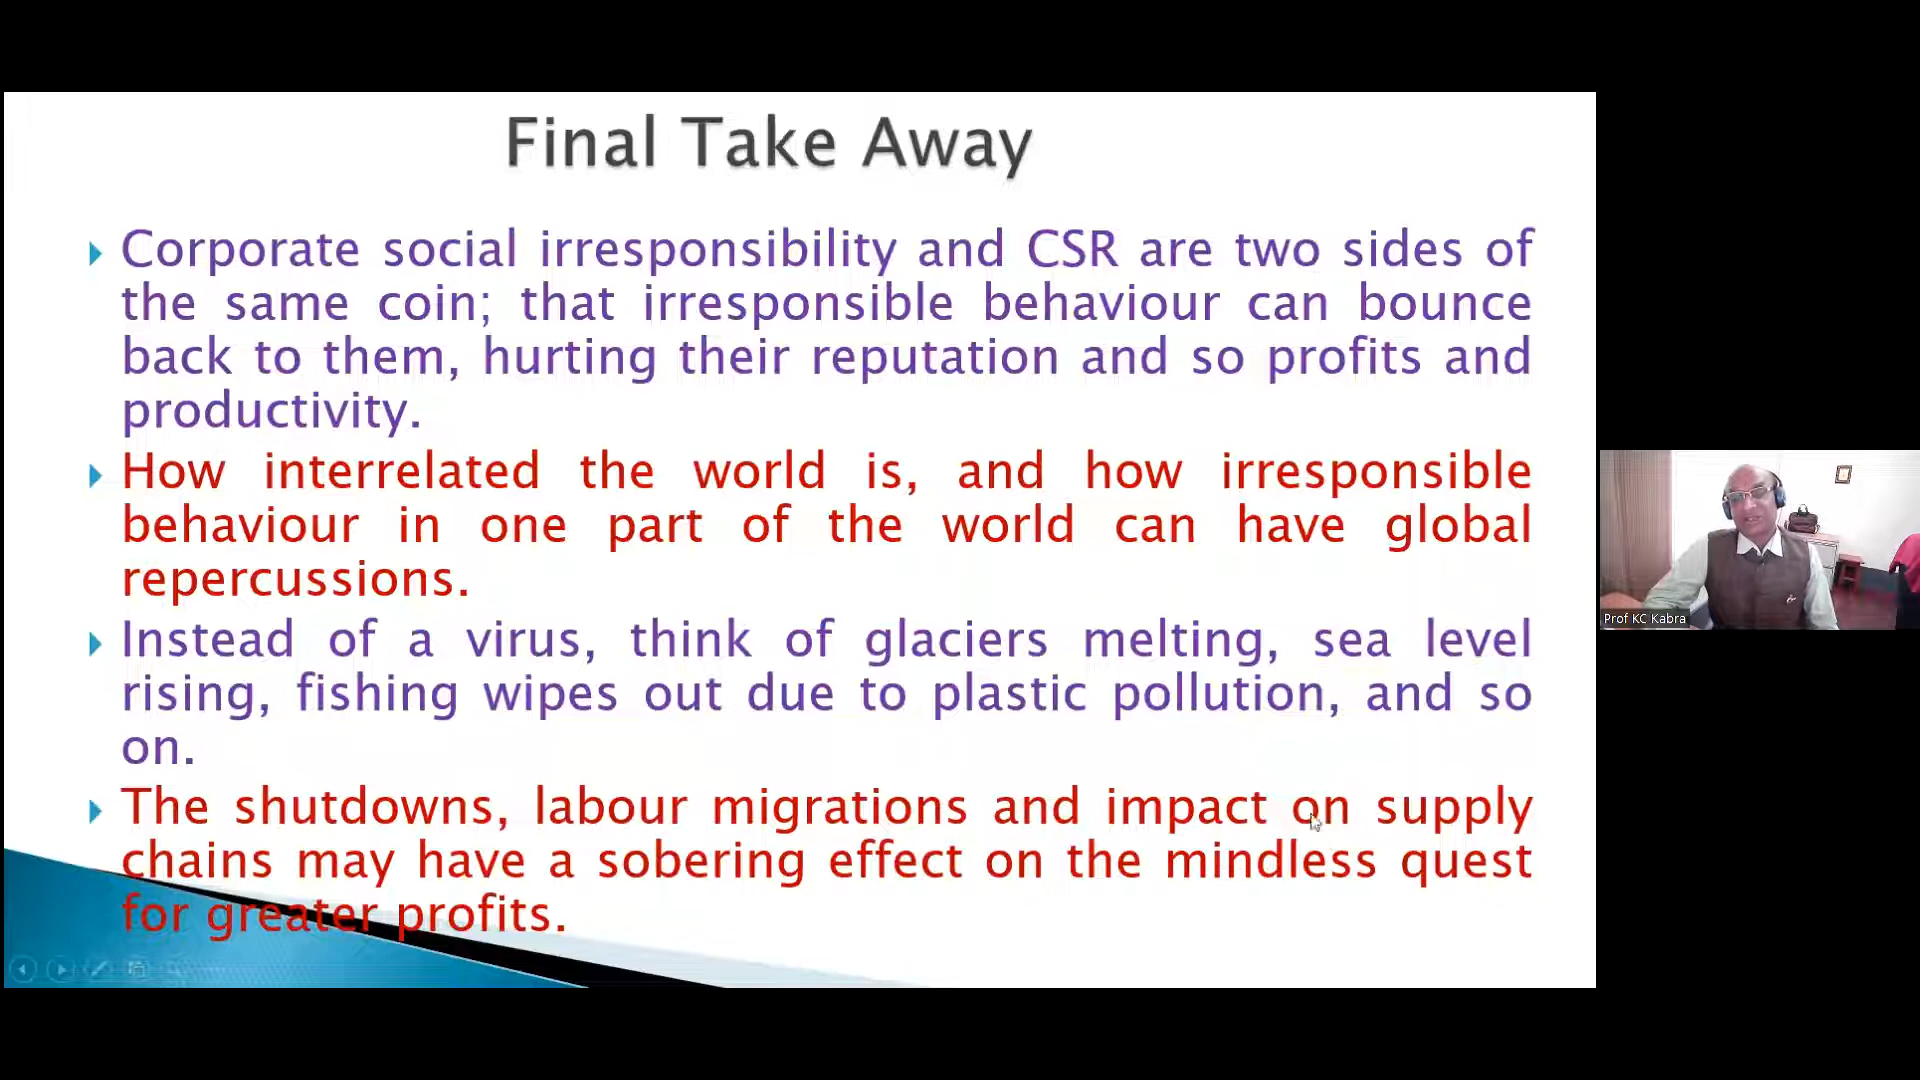 Final Take Away
Corporate social irresponsibility and CSR are two sides of
the same coin; that irresponsible behaviour can bounce
back to them, hurting their reputation and so profits and
productivity.
How interrelated the world is, and how irresponsible
behaviour in one part of the world can have global
repercussions.
Instead of a virus, think of glaciers melting, sea level
rising, fishing wipes out due to plastic pollution, and so
on.
The shutdowns, labour migrations and impact on supply
chains may have a sobering effect on the mindless quest
for greater profits.
Prof KC Kabra